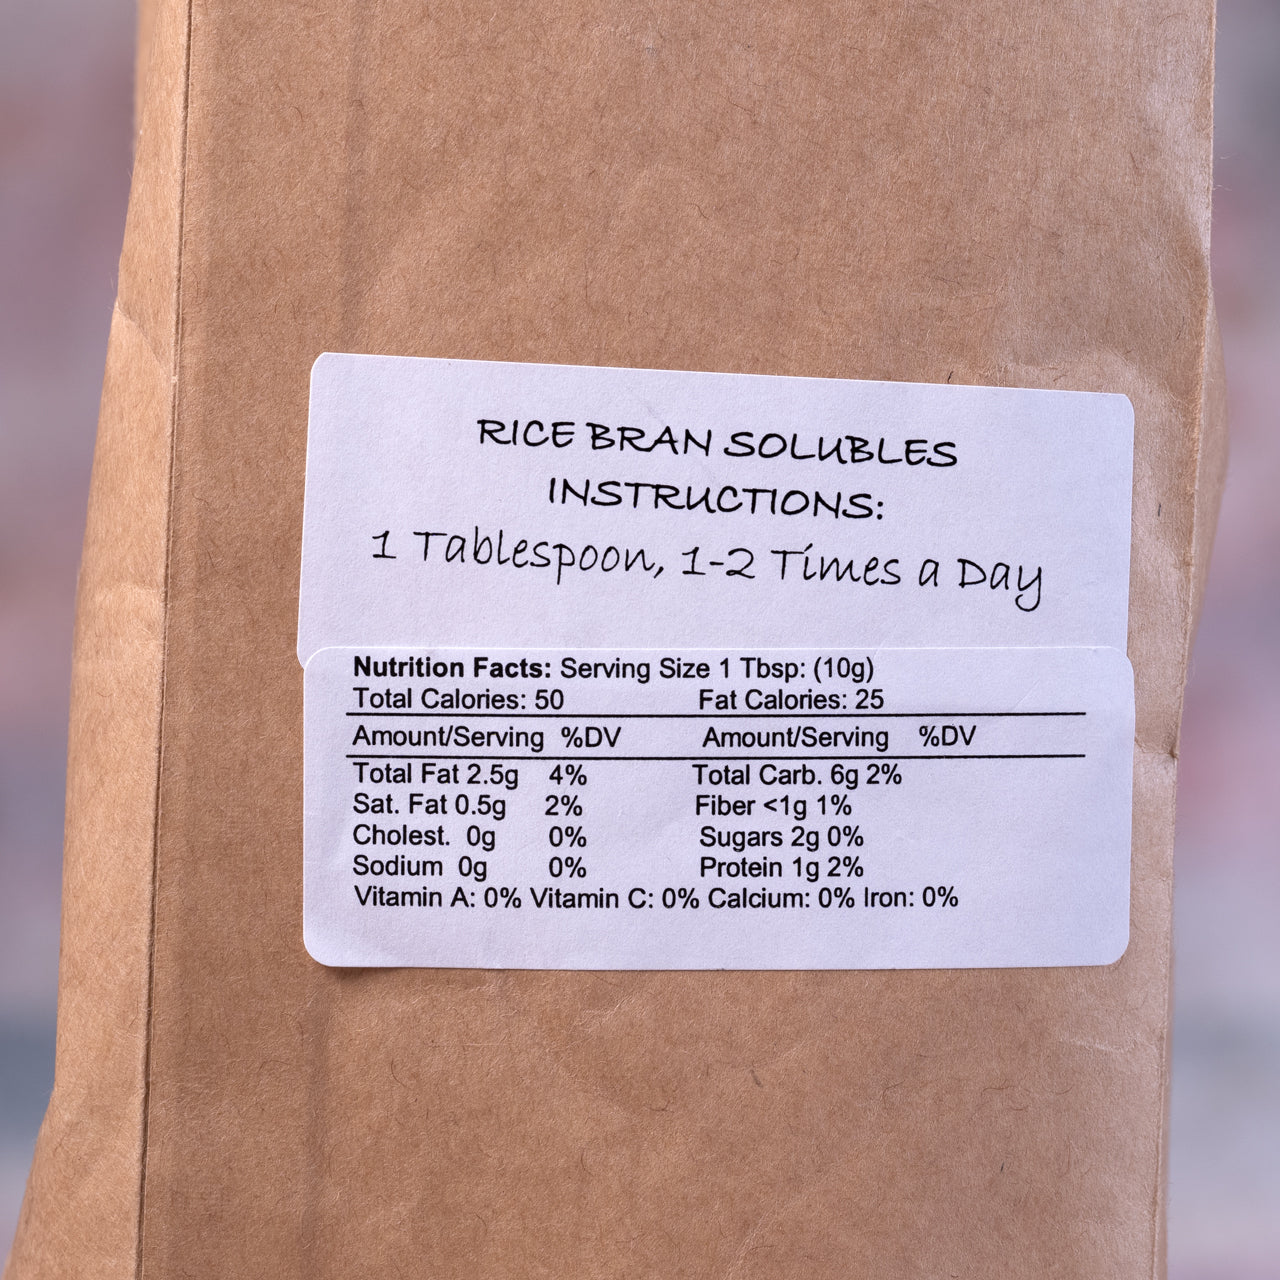 RICE BRAN SOLUBLES
INSTRUCTIONS:
1 Tablespoon, 1-2 Times a Day
Nutrition Facts: Serving Size 1 Tbsp: (10g)
Total Calories: 50 Fat Calories: 25
Amount/Serving %DV Amount/Serving %DV
Total Fat 2.5g 4% Total Carb. 6g 2%
Sat. Fat 0.5g 2% Fiber <1g 1%
Cholest. 0g 0% Sugars 2g 0%
Sodium 0g 0% Protein 1g 2%
Vitamin A: 0% Vitamin C: 0% Calcium: 0% Iron: 0%